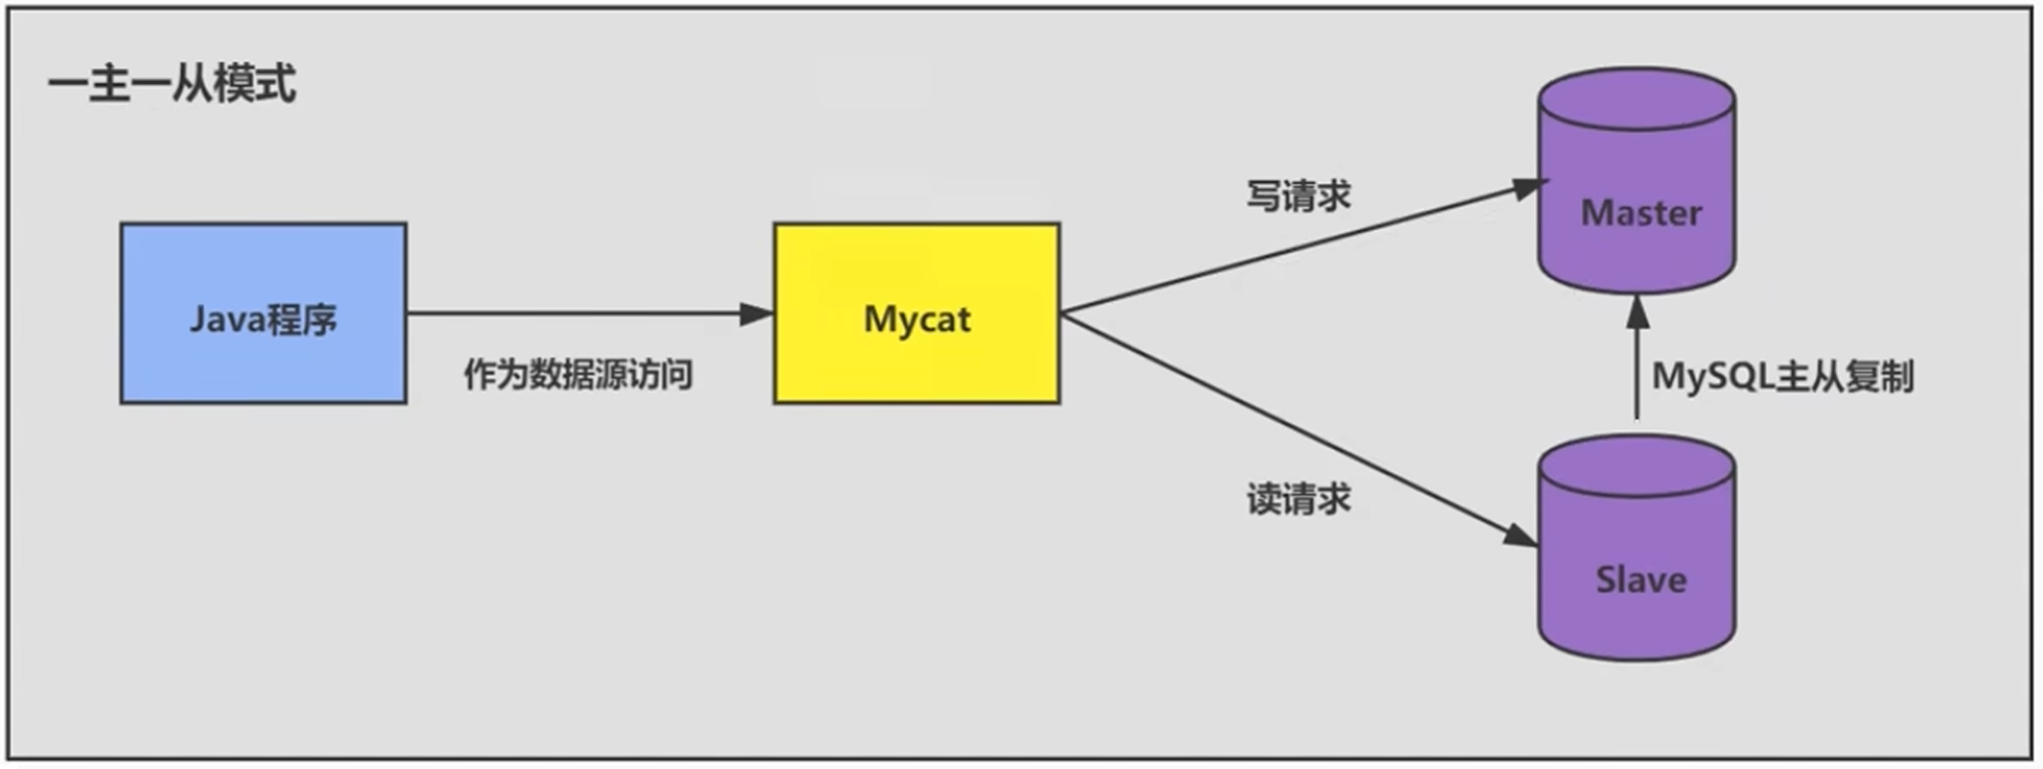 一主一从模式
Java程序
作为数据源访问
Mycat
写请求
读请求
Master
MySQL主从复制
Slave